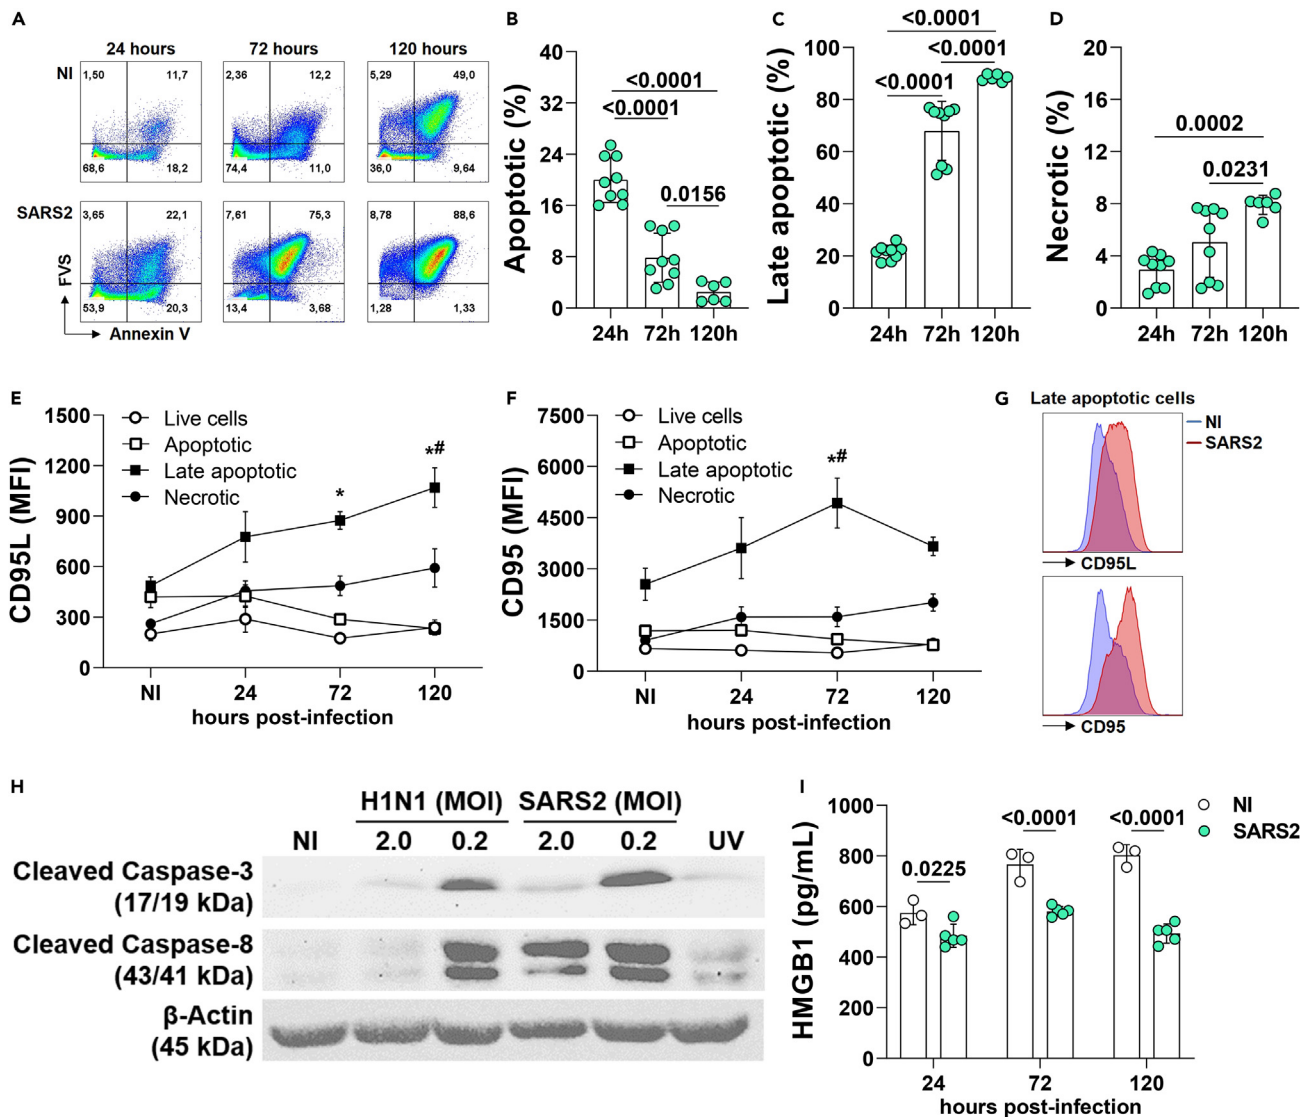 A
24 hours 72 hours 120 hours
NI
1,50 11,7 2,36 12,2 5,29 49,0
68,6 18,2 74,4 11,0 36,0 9,64
SARS2
3,65 22,1 7,61 75,3 8,78 88,6
53,9 20,3 13,4 3,68 1,28 1,33
FVS
Annexin V
B
Apoptotic (%)
40
32
24
16
8
0
<0.0001
<0.0001
0.0156
24h 72h 120h
C
Late apoptotic (%)
100
80
60
40
20
0
<0.0001
<0.0001
<0.0001
24h 72h 120h
D
Necrotic (%)
20
16
12
8
4
0
0.0002
0.0231
24h 72h 120h
E
CD95L (MFI)
1500
1200
900
600
300
0
Live cells
Apoptotic
Late apoptotic
Necrotic
*
*#
NI 24 72 120
hours post-infection
F
CD95 (MFI)
7500
6000
4500
3000
1500
0
Live cells
Apoptotic
Late apoptotic
Necrotic
*#
NI 24 72 120
hours post-infection
G
Late apoptotic cells
NI
SARS2
CD95L
CD95
H
H1N1 (MOI) SARS2 (MOI)
NI 2.0 0.2 2.0 0.2 UV
Cleaved Caspase-3
(17/19 kDa)
Cleaved Caspase-8
(43/41 kDa)
β-Actin
(45 kDa)
I
HMGB1 (pg/mL)
1000
800
600
400
200
0
NI
SARS2
0.0225
<0.0001
<0.0001
24 72 120
hours post-infection